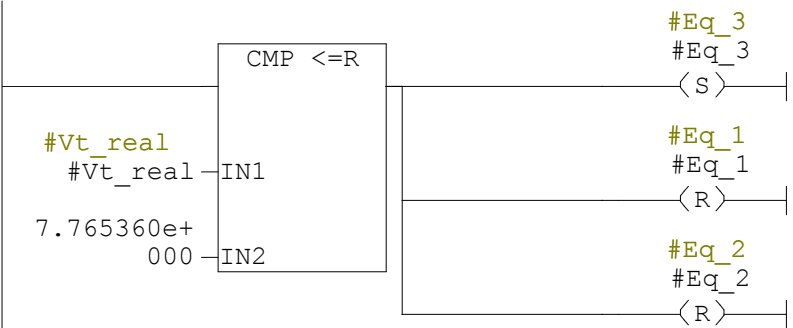 #Eq_3
#Eq_3
CMP <=R
(S)
#Vt_real
#Vt_real
IN1
#Eq_1
#Eq_1
(R)
7.765360e+
000
IN2
#Eq_2
#Eq_2
(R)